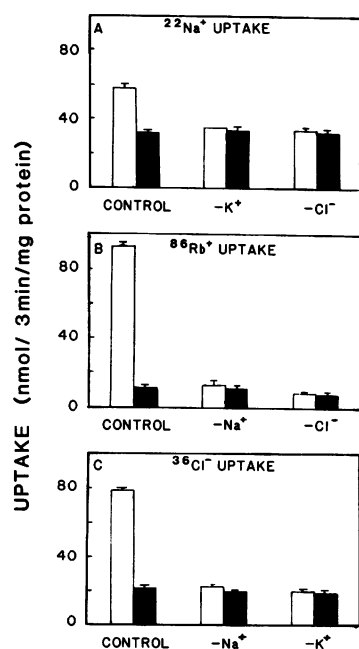 UPTAKE (nmol/ 3min/mg protein)
A
²²Na⁺ UPTAKE
80
40
0
CONTROL
−K⁺
−Cl⁻
B
⁸⁶Rb⁺ UPTAKE
80
40
0
CONTROL
−Na⁺
−Cl⁻
C
³⁶Cl⁻ UPTAKE
80
40
0
CONTROL
−Na⁺
−K⁺